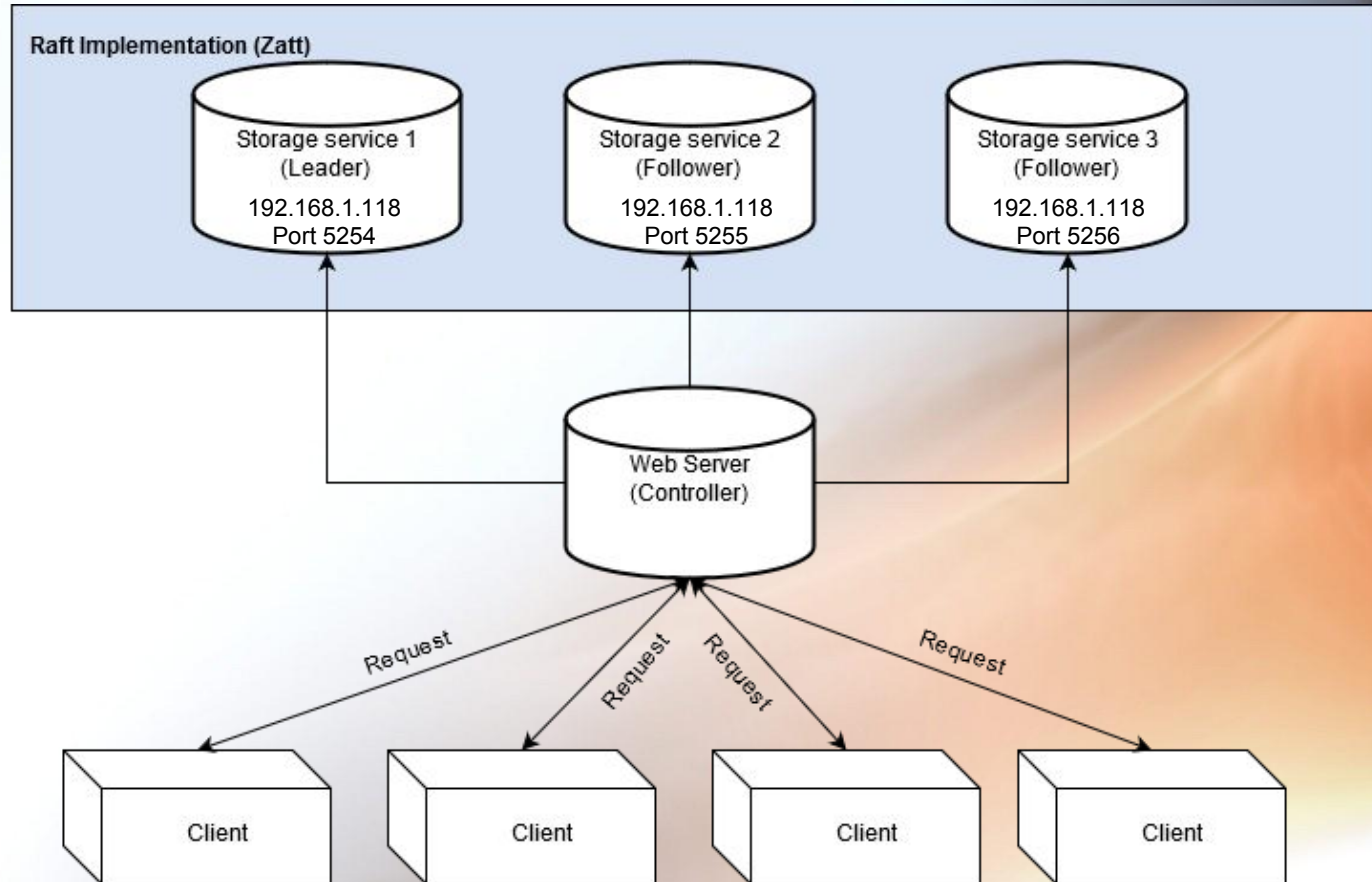 Raft Implementation (Zatt)
Storage service 1
(Leader)
192.168.1.118
Port 5254
Storage service 2
(Follower)
192.168.1.118
Port 5255
Storage service 3
(Follower)
192.168.1.118
Port 5256
Web Server
(Controller)
Request
Request
Request
Request
Client
Client
Client
Client